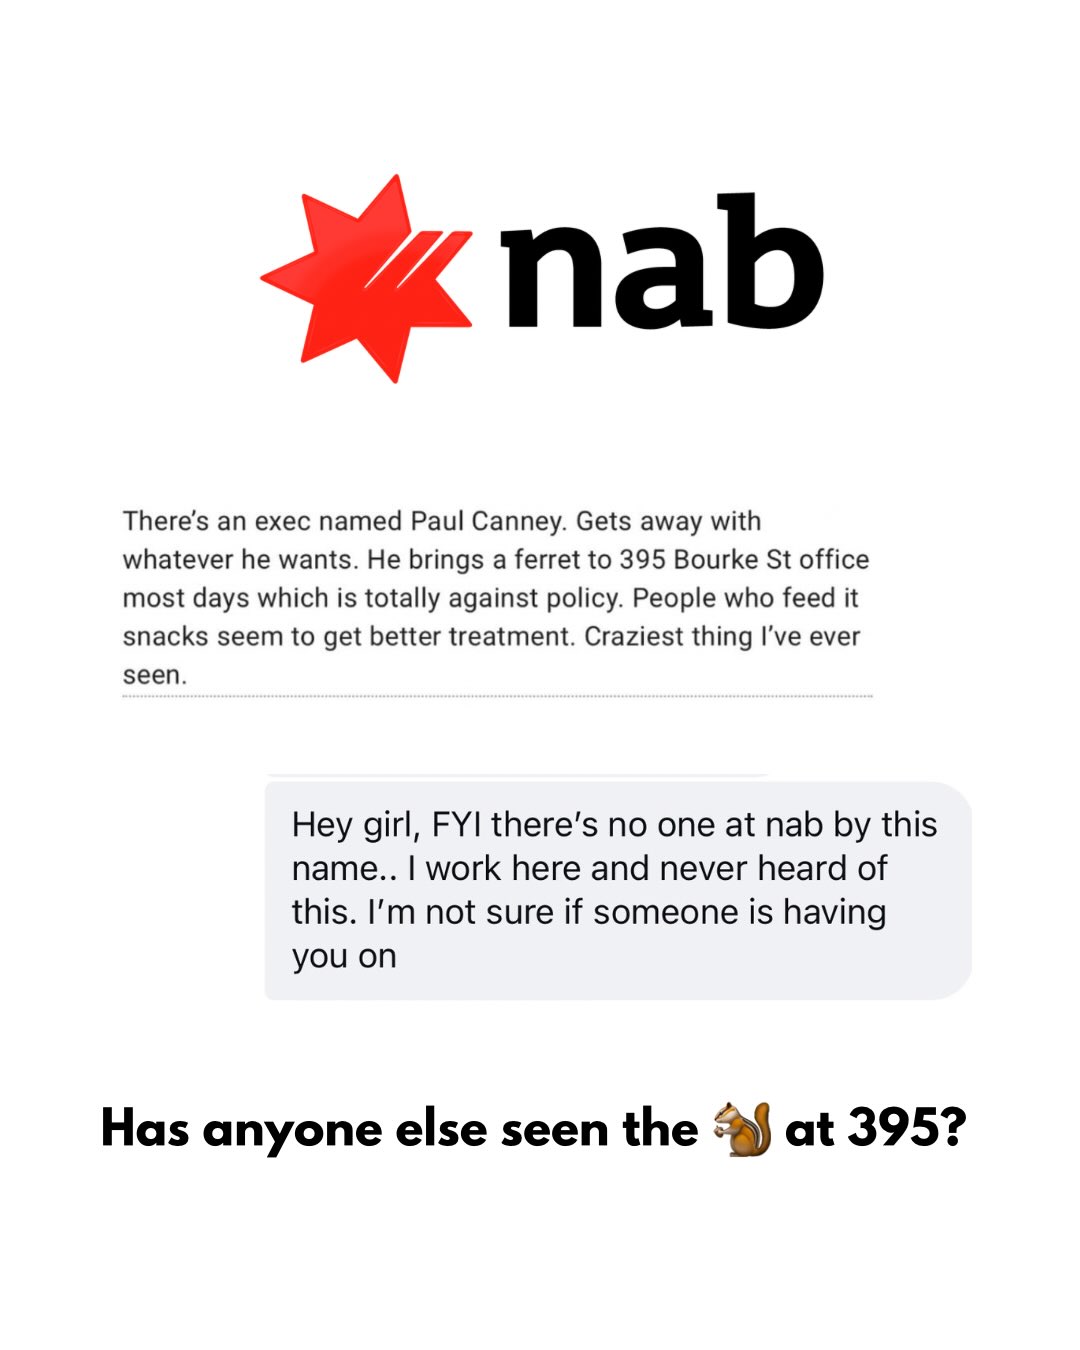 nab
There’s an exec named Paul Canney. Gets away with
whatever he wants. He brings a ferret to 395 Bourke St office
most days which is totally against policy. People who feed it
snacks seem to get better treatment. Craziest thing I’ve ever
seen.
Hey girl, FYI there’s no one at nab by this
name.. I work here and never heard of
this. I’m not sure if someone is having
you on
Has anyone else seen the 🐿️ at 395?